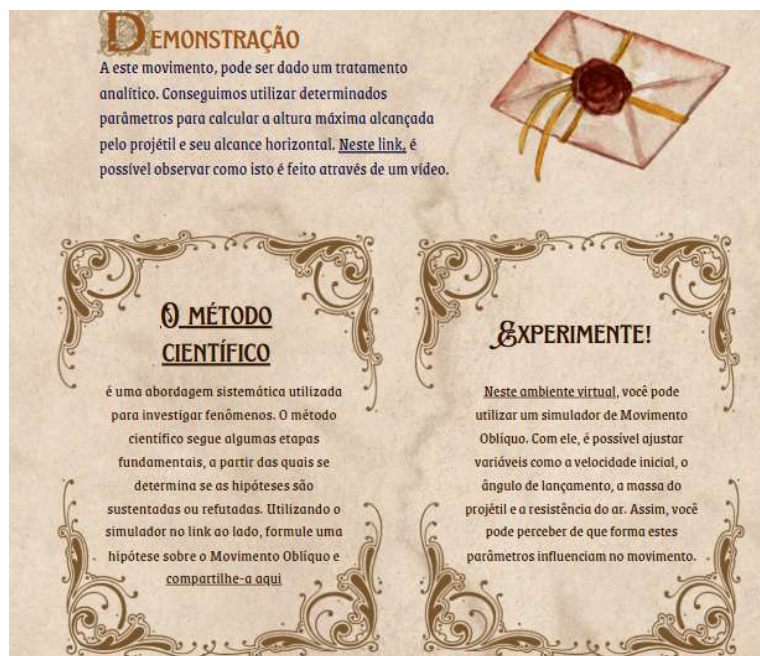 DEMONSTRAÇÃO
A este movimento, pode ser dado um tratamento
analítico. Conseguimos utilizar determinados
parâmetros para calcular a altura máxima alcançada
pelo projétil e seu alcance horizontal. Neste link, é
possível observar como isto é feito através de um vídeo.
O MÉTODO
CIENTÍFICO
é uma abordagem sistemática utilizada
para investigar fenômenos. O método
científico segue algumas etapas
fundamentais, a partir das quais se
determina se as hipóteses são
sustentadas ou refutadas. Utilizando o
simulador no link ao lado, formule uma
hipótese sobre o Movimento Oblíquo e
compartilhe-a aqui
EXPERIMENTE!
Neste ambiente virtual, você pode
utilizar um simulador de Movimento
Oblíquo. Com ele, é possível ajustar
variáveis como a velocidade inicial, o
ângulo de lançamento, a massa do
projétil e a resistência do ar. Assim, você
pode perceber de que forma estes
parâmetros influenciam no movimento.